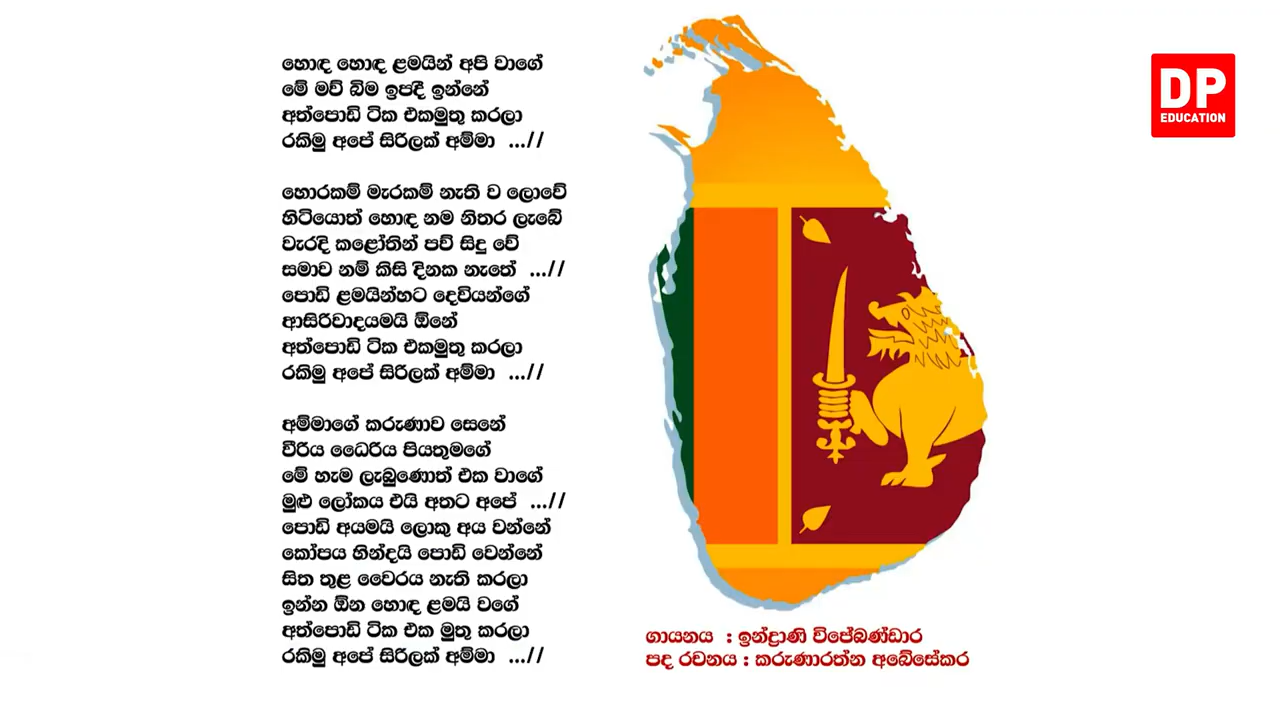 හොඳ හොඳ ළමයින් අපි වාගේ
මේ මව් බිම ඉපදී ඉන්නේ
අත්පොඩි ටික එකමුතු කරලා
රකිමු අපේ සිරිලක් අම්මා ...//
හොරකම් මැරකම් නැති ව ලොවේ
හිටියොත් හොඳ නම නිතර ලැබේ
වැරදි කළෝතින් පව් සිදු වේ
සමාව නම් කිසි දිනක නැතේ ...//
පොඩි ළමයින්හට දෙවියන්ගේ
ආසිරිවාදයමයි ඕනේ
අත්පොඩි ටික එකමුතු කරලා
රකිමු අපේ සිරිලක් අම්මා ...//
අම්මාගේ කරුණාව සෙනේ
වීරිය ධෛරිය පියතුමගේ
මේ හැම ලැබුණොත් එක වාගේ
මුළු ලෝකය එයි අතට අපේ ...//
පොඩි අයමයි ලොකු අය වන්නේ
කෝපය හින්දයි පොඩි වෙන්නේ
සිත තුළ වෛරය නැති කරලා
ඉන්න ඕන හොඳ ළමයි වගේ
අත්පොඩි ටික එක මුතු කරලා
රකිමු අපේ සිරිලක් අම්මා ...//
DP
EDUCATION
ගායනය : ඉන්ද්‍රාණි විජේබණ්ඩාර
පද රචනය : කරුණාරත්න අබේසේකර